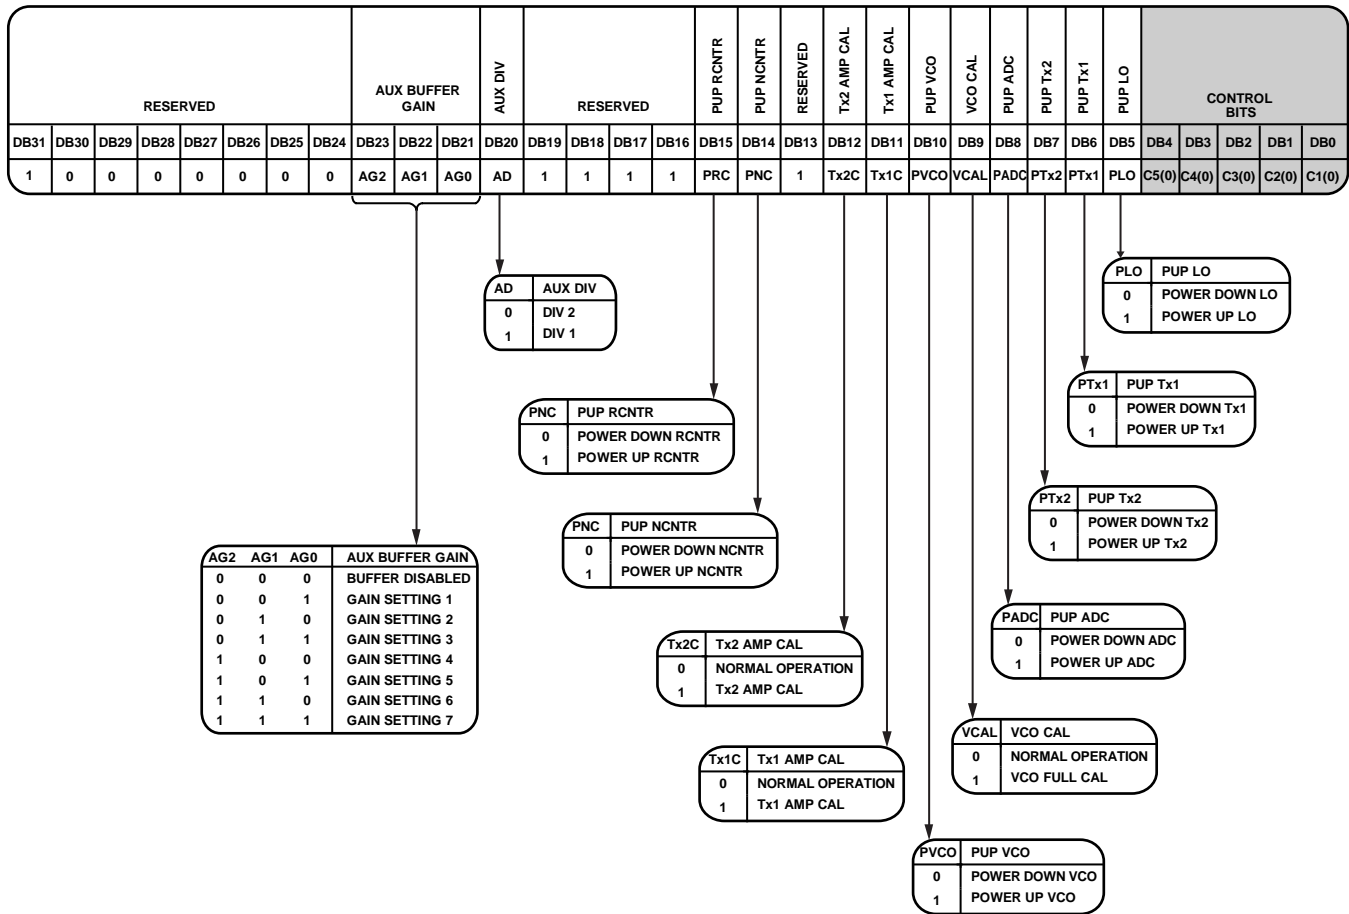 RESERVED
AUX BUFFER
GAIN
AUX DIV
RESERVED
PUP RCNTR
PUP NCNTR
RESERVED
Tx2 AMP CAL
Tx1 AMP CAL
PUP VCO
VCO CAL
PUP ADC
PUP Tx2
PUP Tx1
PUP LO
CONTROL
BITS
DB31 DB30 DB29 DB28 DB27 DB26 DB25 DB24 DB23 DB22 DB21 DB20 DB19 DB18 DB17 DB16 DB15 DB14 DB13 DB12 DB11 DB10 DB9 DB8 DB7 DB6 DB5 DB4 DB3 DB2 DB1 DB0
1 0 0 0 0 0 0 0 AG2 AG1 AG0 AD 1 1 1 1 PRC PNC 1 Tx2C Tx1C PVCO VCAL PADC PTx2 PTx1 PLO C5(0) C4(0) C3(0) C2(0) C1(0)
PLO PUP LO
0 POWER DOWN LO
1 POWER UP LO
AD AUX DIV
0 DIV 2
1 DIV 1
PTx1 PUP Tx1
0 POWER DOWN Tx1
1 POWER UP Tx1
PNC PUP RCNTR
0 POWER DOWN RCNTR
1 POWER UP RCNTR
PTx2 PUP Tx2
0 POWER DOWN Tx2
1 POWER UP Tx2
PNC PUP NCNTR
0 POWER DOWN NCNTR
1 POWER UP NCNTR
AG2 AG1 AG0 AUX BUFFER GAIN
0 0 0 BUFFER DISABLED
0 0 1 GAIN SETTING 1
0 1 0 GAIN SETTING 2
0 1 1 GAIN SETTING 3
1 0 0 GAIN SETTING 4
1 0 1 GAIN SETTING 5
1 1 0 GAIN SETTING 6
1 1 1 GAIN SETTING 7
PADC PUP ADC
0 POWER DOWN ADC
1 POWER UP ADC
Tx2C Tx2 AMP CAL
0 NORMAL OPERATION
1 Tx2 AMP CAL
VCAL VCO CAL
0 NORMAL OPERATION
1 VCO FULL CAL
Tx1C Tx1 AMP CAL
0 NORMAL OPERATION
1 Tx1 AMP CAL
PVCO PUP VCO
0 POWER DOWN VCO
1 POWER UP VCO